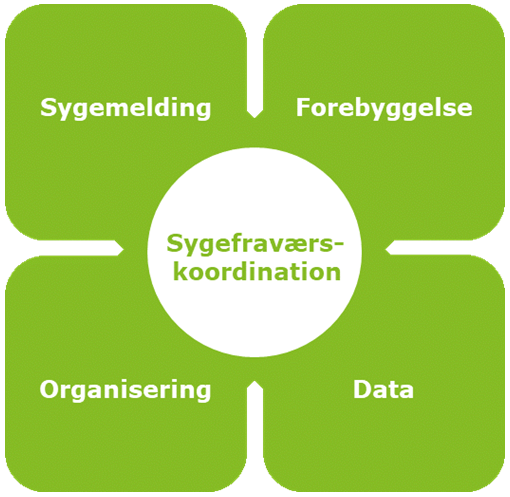 Sygemelding
Forebyggelse
Sygefraværs-
koordination
Organisering
Data